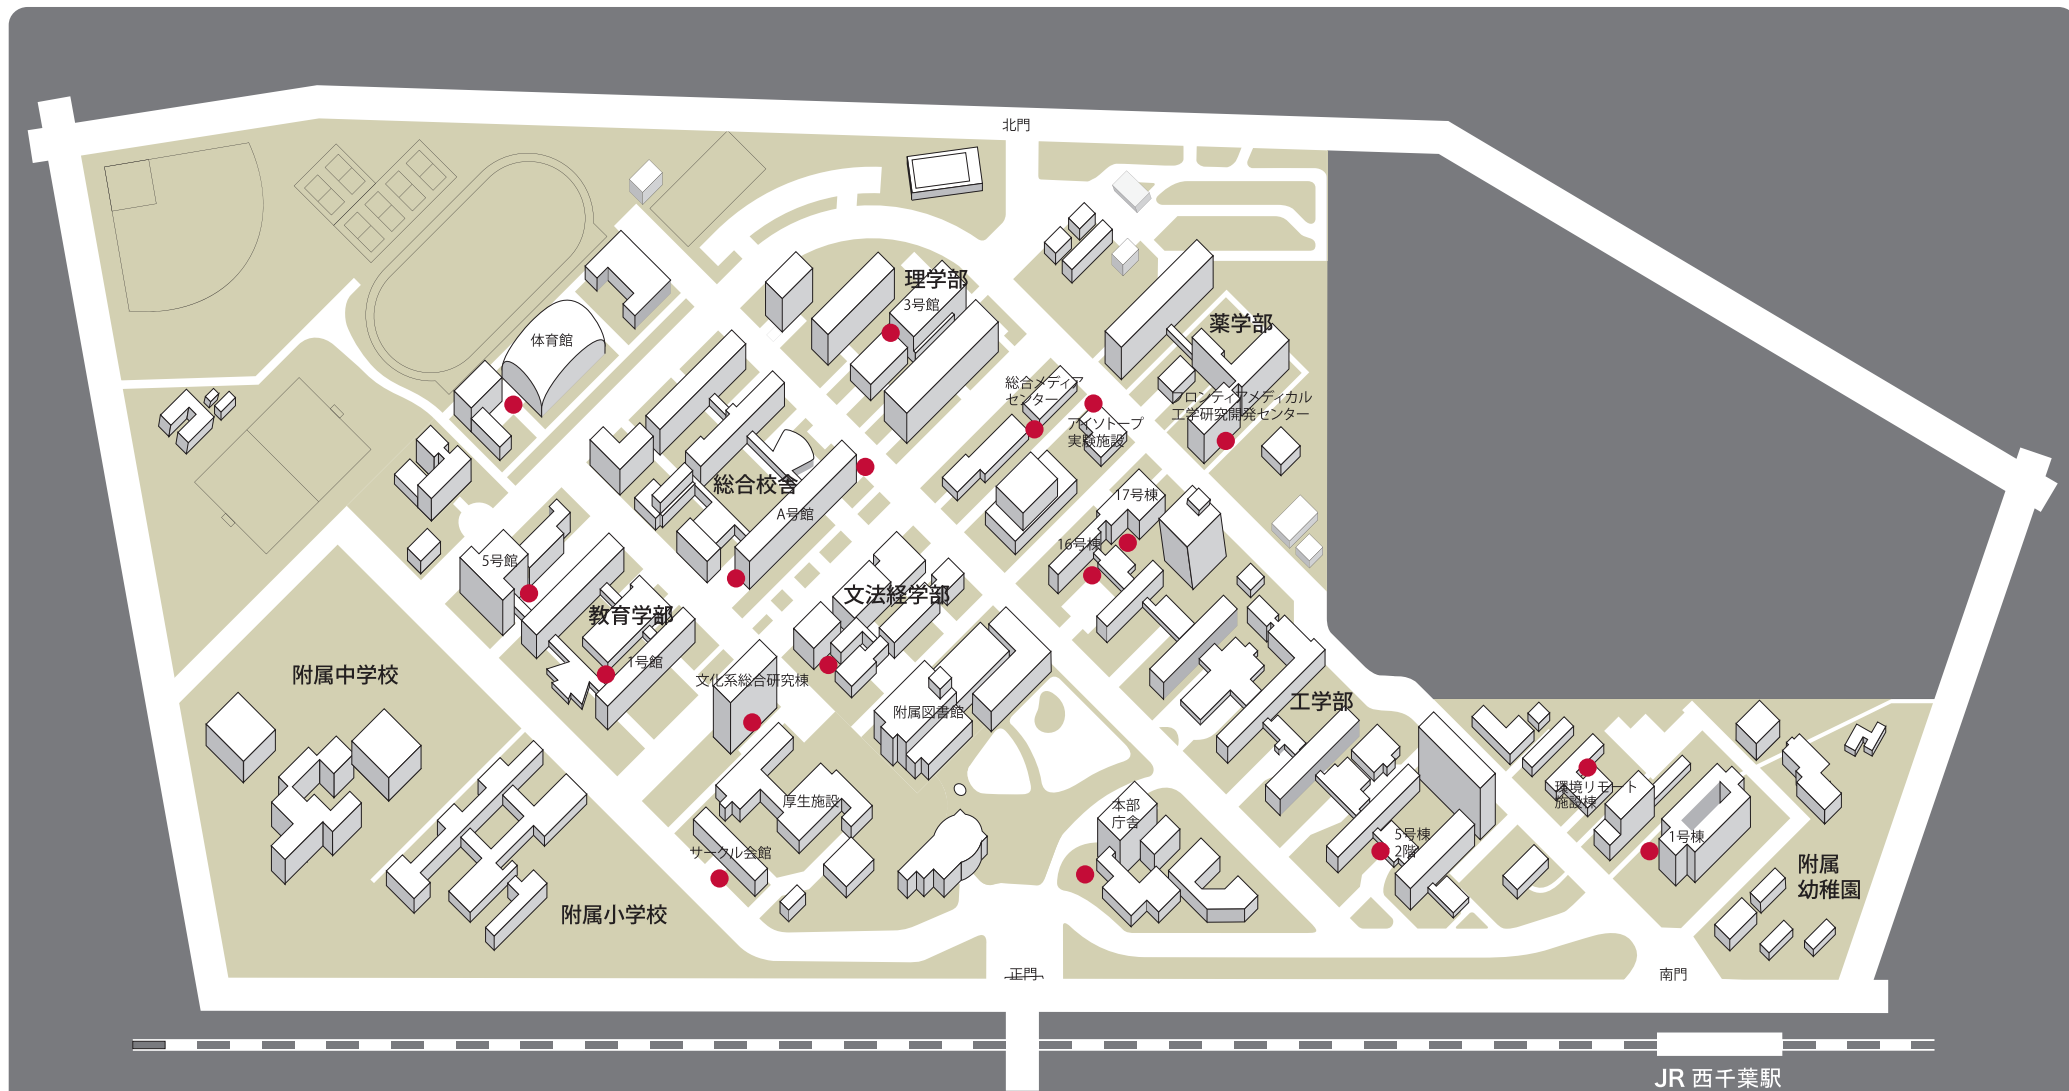 北門
理学部
3号館
体育館
薬学部
総合メディア
センター
アイソトープ
実験施設
フロンティアメディカル
工学研究開発センター
総合校舎
A号館
17号棟
16号棟
5号館
教育学部
1号館
文法経学部
文化系総合研究棟
附属図書館
附属中学校
工学部
厚生施設
本部
庁舎
環境リモート
施設棟
5号棟
2階
1号棟
サークル会館
附属
幼稚園
附属小学校
正門
南門
JR 西千葉駅